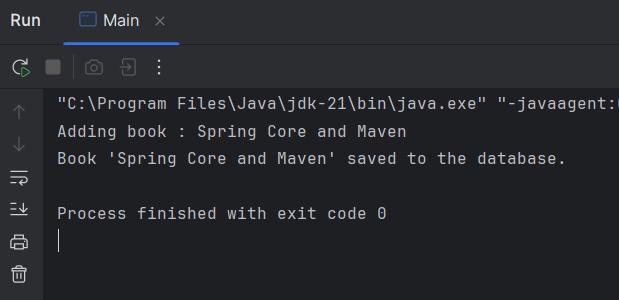 Run Main
"C:\Program Files\Java\jdk-21\bin\java.exe" "-javaagent:
Adding book : Spring Core and Maven
Book 'Spring Core and Maven' saved to the database.
Process finished with exit code 0